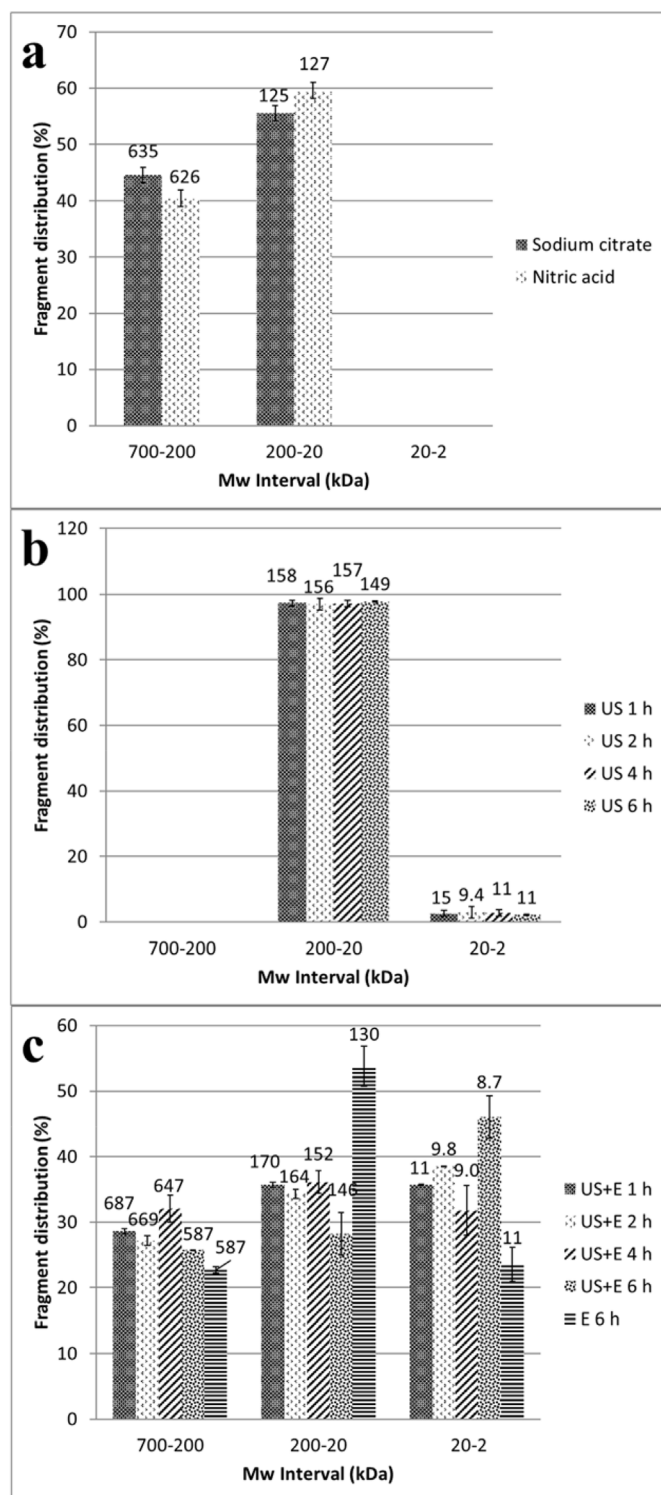 a
70
60
50
40
30
20
10
0
Fragment distribution (%)
635
626
125
127
700-200
200-20
20-2
Mw Interval (kDa)
Sodium citrate
Nitric acid
b
120
100
80
60
40
20
0
Fragment distribution (%)
158
156
157
149
15
9.4
11
11
700-200
200-20
20-2
Mw Interval (kDa)
US 1 h
US 2 h
US 4 h
US 6 h
c
60
50
40
30
20
10
0
Fragment distribution (%)
687
669
647
587
587
170
164
152
146
130
11
9.8
9.0
8.7
11
700-200
200-20
20-2
Mw Interval (kDa)
US+E 1 h
US+E 2 h
US+E 4 h
US+E 6 h
E 6 h